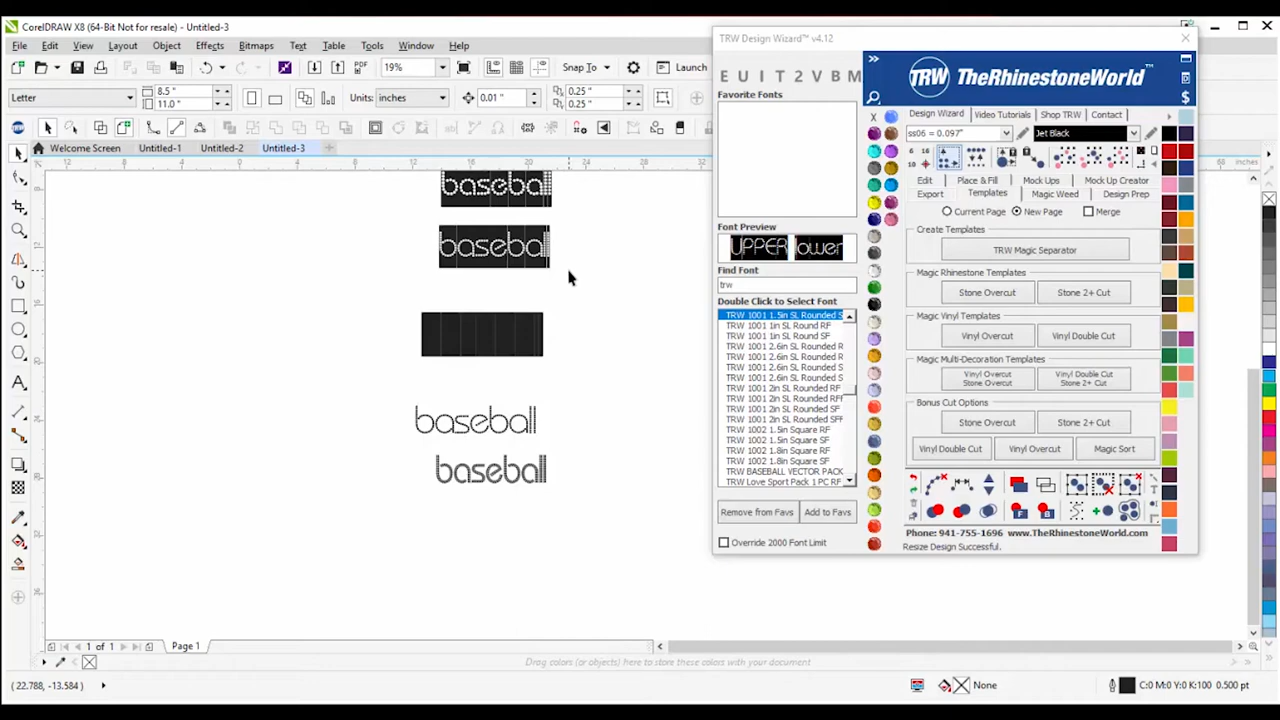 CorelDRAW X8 (64-Bit Not for resale) - Untitled-3
File Edit View Layout Object Effects Bitmaps Text Table Tools Window Help
19% Snap To Launch
Letter 8.5 " 11.0 " Units: inches 0.01 " 0.25 " 0.25 "
Welcome Screen Untitled-1 Untitled-2 Untitled-3
inches
baseball
baseball
baseball
baseball
1 of 1 Page 1
Drag colors (or objects) here to store these colors with your document
(22.788, -13.584) None C:0 M:0 Y:0 K:100 0.500 pt
TRW Design Wizard™ v4.12
E U I T 2 V B M
Favorite Fonts
Font Preview
UPPER lower
Find Font
trw
Double Click to Select Font
TRW 1001 1.5in SL Rounded S
TRW 1001 1in SL Round RF
TRW 1001 1in SL Round SF
TRW 1001 2.6in SL Rounded R
TRW 1001 2.6in SL Rounded F
TRW 1001 2.6in SL Rounded S
TRW 1001 2.6in SL Rounded S
TRW 1001 2in SL Rounded RF
TRW 1001 2in SL Rounded RFF
TRW 1001 2in SL Rounded SF
TRW 1001 2in SL Rounded SFF
TRW 1002 1.5in Square RF
TRW 1002 1.5in Square SF
TRW 1002 1.8in Square RF
TRW 1002 1.8in Square SF
TRW BASEBALL VECTOR PACK
TRW Love Sport Pack 1 PC RF
Remove from Favs Add to Favs
Override 2000 Font Limit
TRW TheRhinestoneWorld™
Design Wizard Video Tutorials Shop TRW Contact
ss06 = 0.097" Jet Black
6 16
10
Edit Place & Fill Mock Ups Mock Up Creator
Export Templates Magic Weed Design Prep
Current Page New Page Merge
Create Templates
TRW Magic Separator
Magic Rhinestone Templates
Stone Overcut Stone 2+ Cut
Magic Vinyl Templates
Vinyl Overcut Vinyl Double Cut
Magic Multi-Decoration Templates
Vinyl Overcut Stone Overcut Vinyl Double Cut Stone 2+ Cut
Bonus Cut Options
Stone Overcut Stone 2+ Cut
Vinyl Double Cut Vinyl Overcut Magic Sort
Phone: 941-755-1696 www.TheRhinestoneWorld.com
Resize Design Successful.